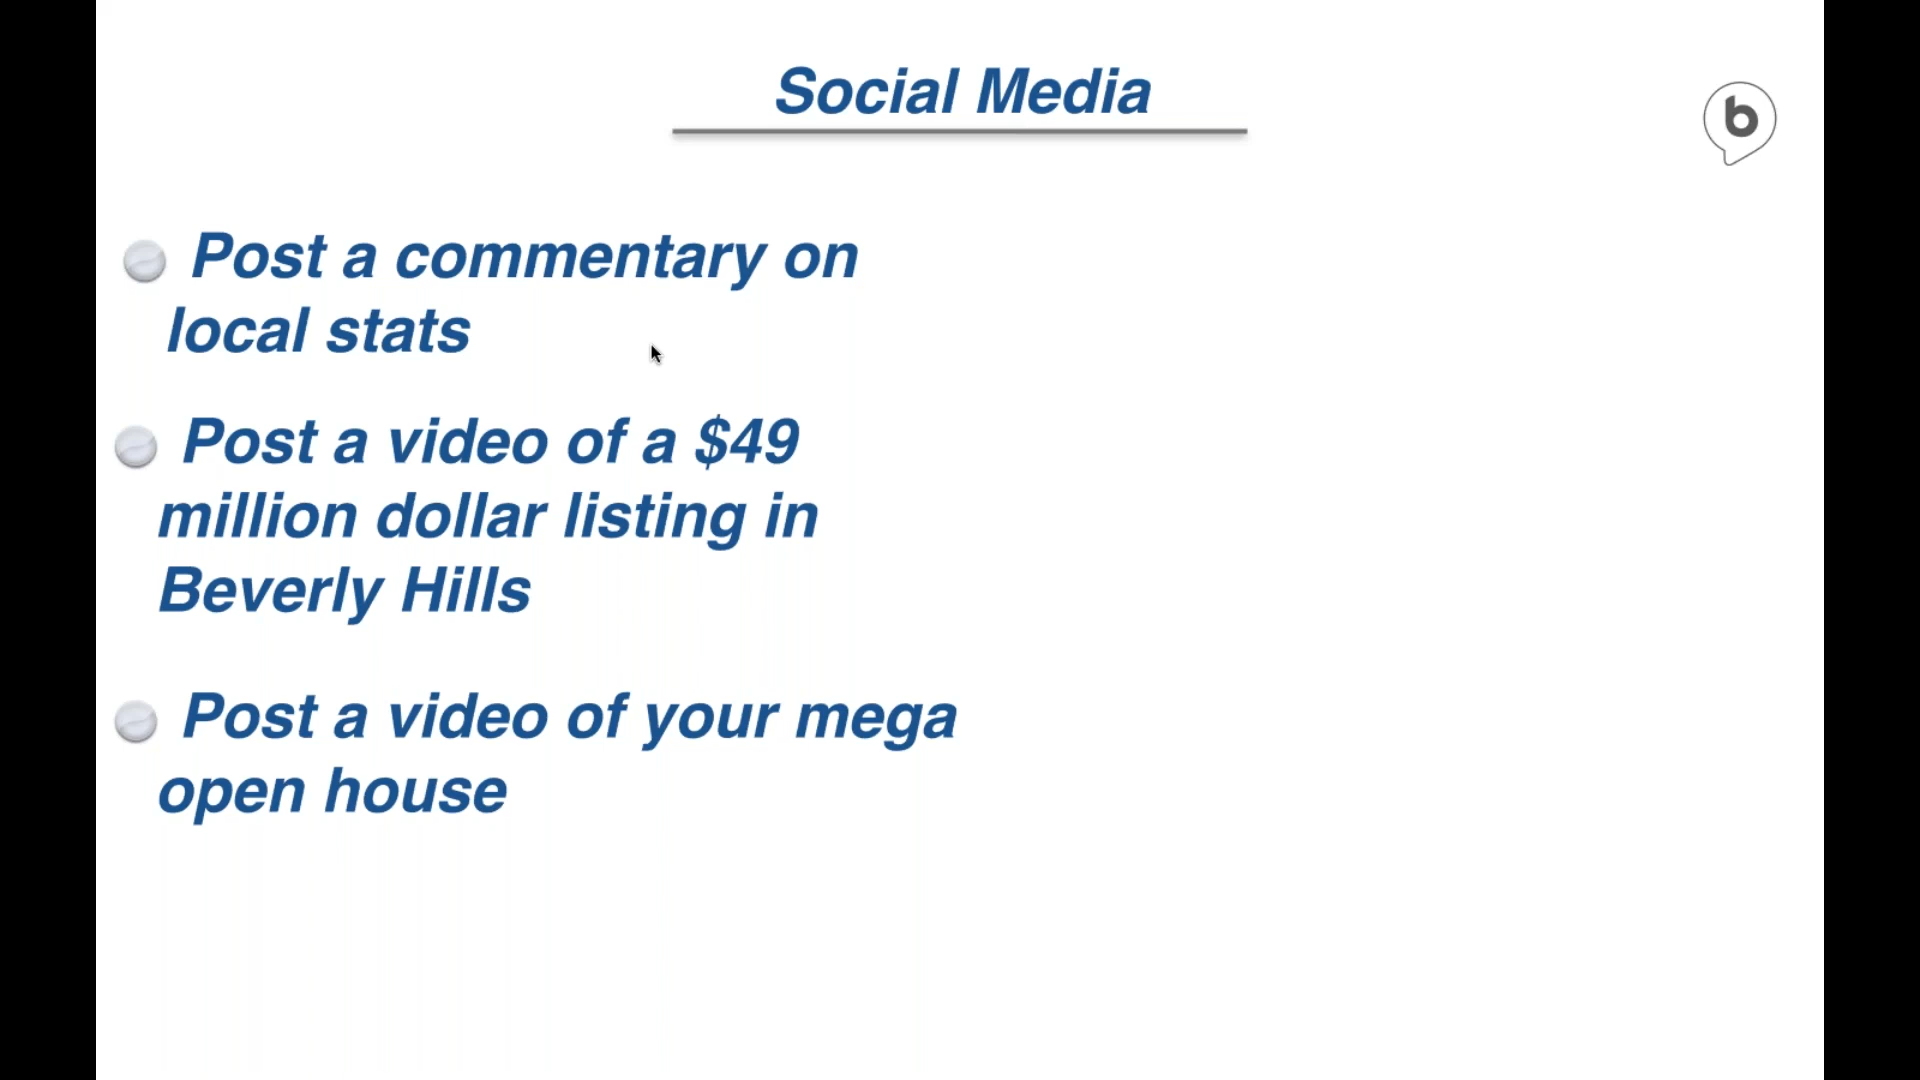 Social Media
b
Post a commentary on
local stats
Post a video of a $49
million dollar listing in
Beverly Hills
Post a video of your mega
open house